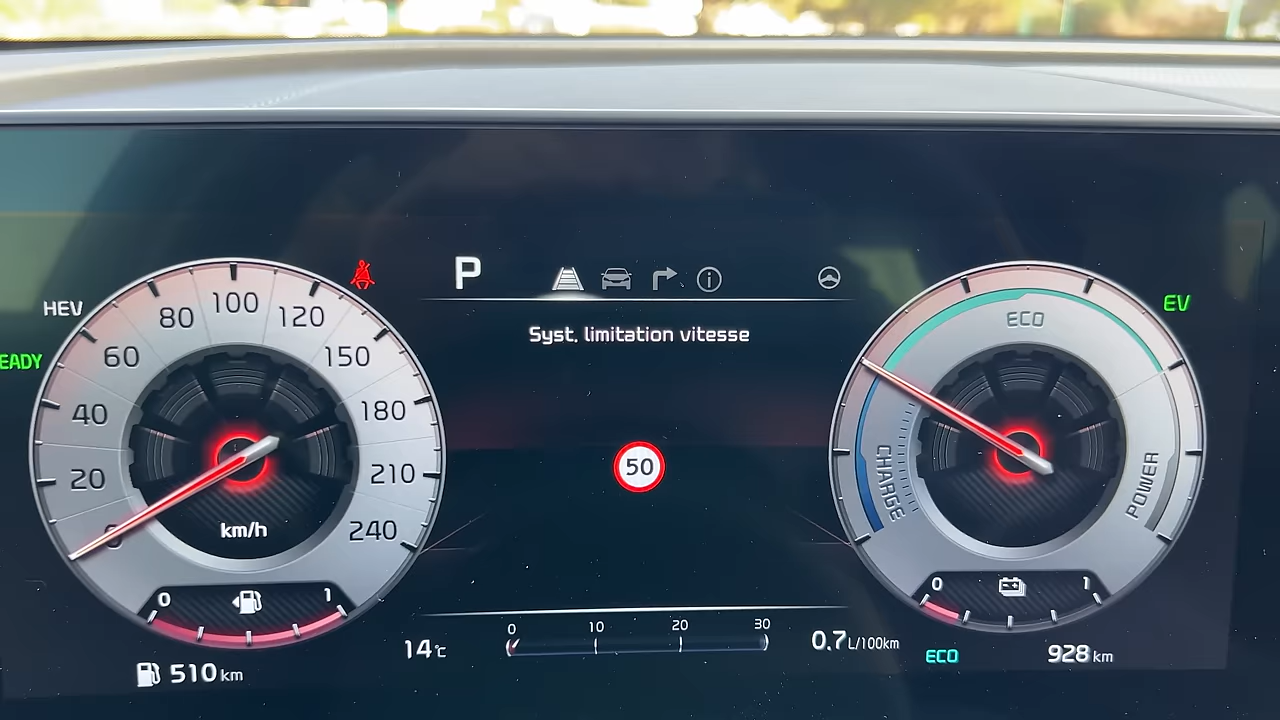 HEV
EADY
0
20
40
60
80
100
120
150
180
210
240
km/h
0
1
510 km
P
Syst. limitation vitesse
50
14°C
0
10
20
30
0.7 L/100km
EV
ECO
CHARGE
POWER
0
1
ECO
928 km